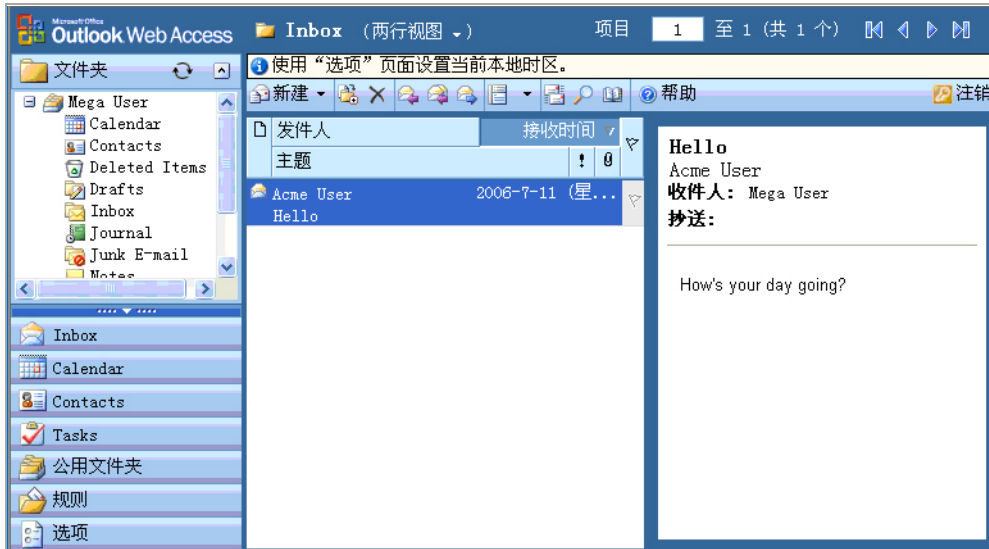 Microsoft Office
Outlook Web Access
Inbox (两行视图 ) 项目 1 至 1 (共 1 个)
文件夹
使用“选项”页面设置当前本地时区。
新建 帮助 注销
Mega User
Calendar
Contacts
Deleted Items
Drafts
Inbox
Journal
Junk E-mail
Notes
Inbox
Calendar
Contacts
Tasks
公用文件夹
规则
选项
发件人 接收时间
主题 !
Acme User 2006-7-11 (星...
Hello
Hello
Acme User
收件人: Mega User
抄送:
How's your day going?